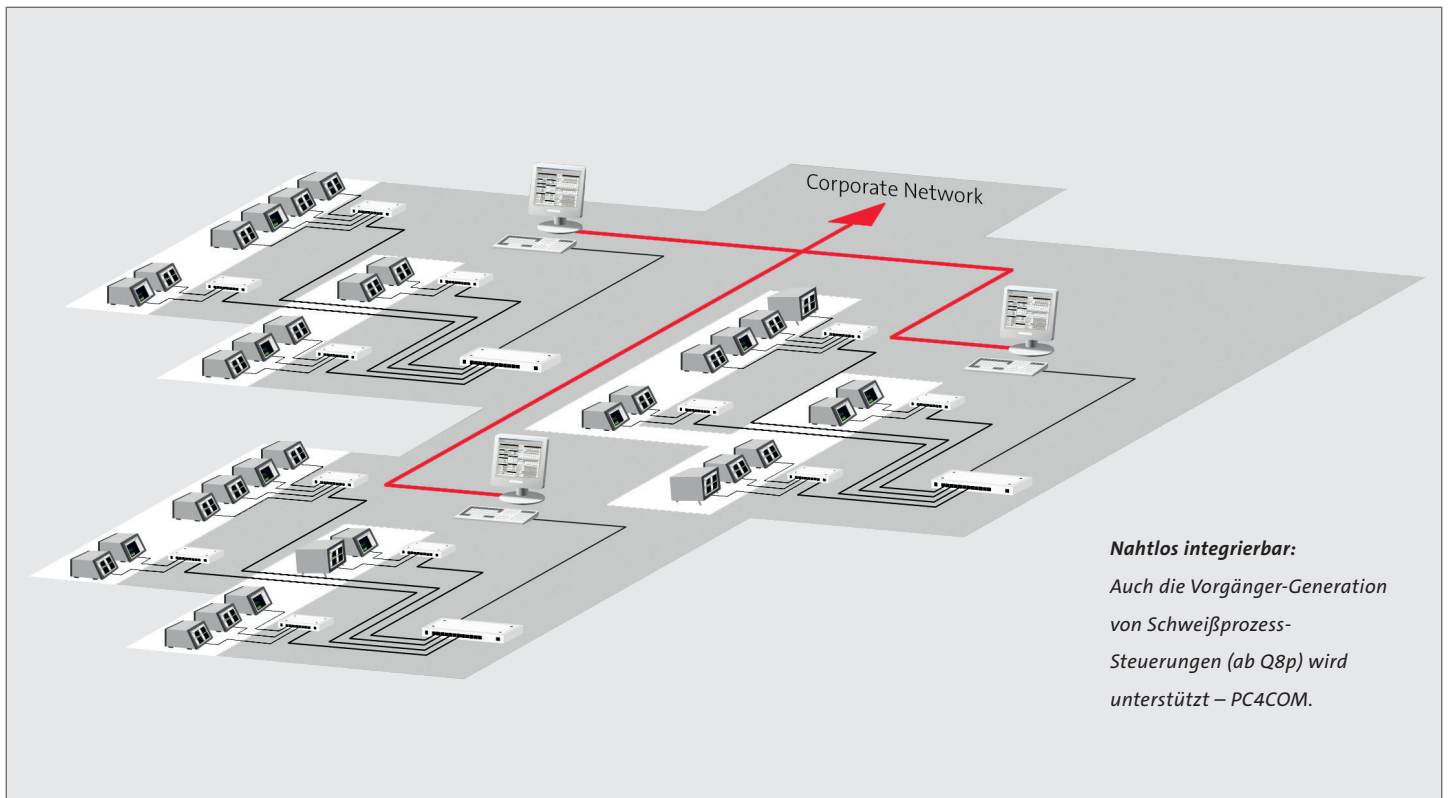 Corporate Network
Nahtlos integrierbar:
Auch die Vorgänger-Generation
von Schweißprozess-
Steuerungen (ab Q8p) wird
unterstützt – PC4COM.